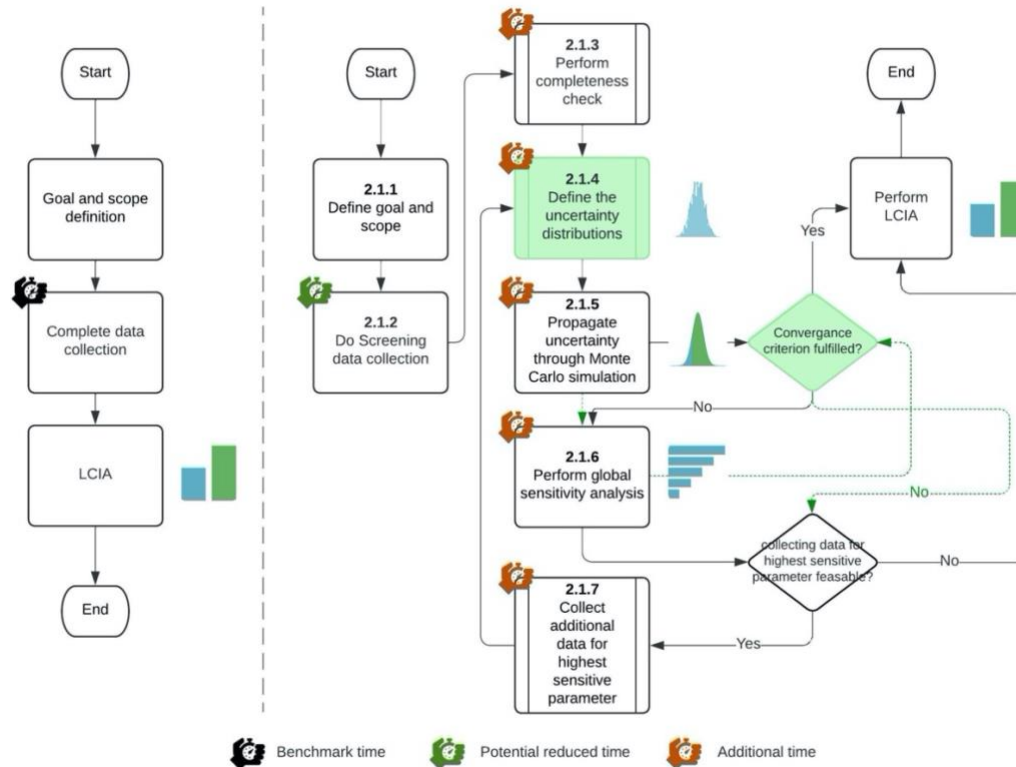 Start
Goal and scope
definition
Complete data
collection
LCIA
End
Start
2.1.1
Define goal and
scope
2.1.2
Do Screening
data collection
2.1.3
Perform
completeness
check
2.1.4
Define the
uncertainty
distributions
2.1.5
Propagate
uncertainty
through Monte
Carlo simulation
2.1.6
Perform global
sensitivity analysis
2.1.7
Collect
additional
data for
highest
sensitive
parameter
End
Perform
LCIA
Yes
Convergance
criterion fulfilled?
No
No
collecting data for
highest sensitive
parameter feasable?
No
Yes
Benchmark time
Potential reduced time
Additional time